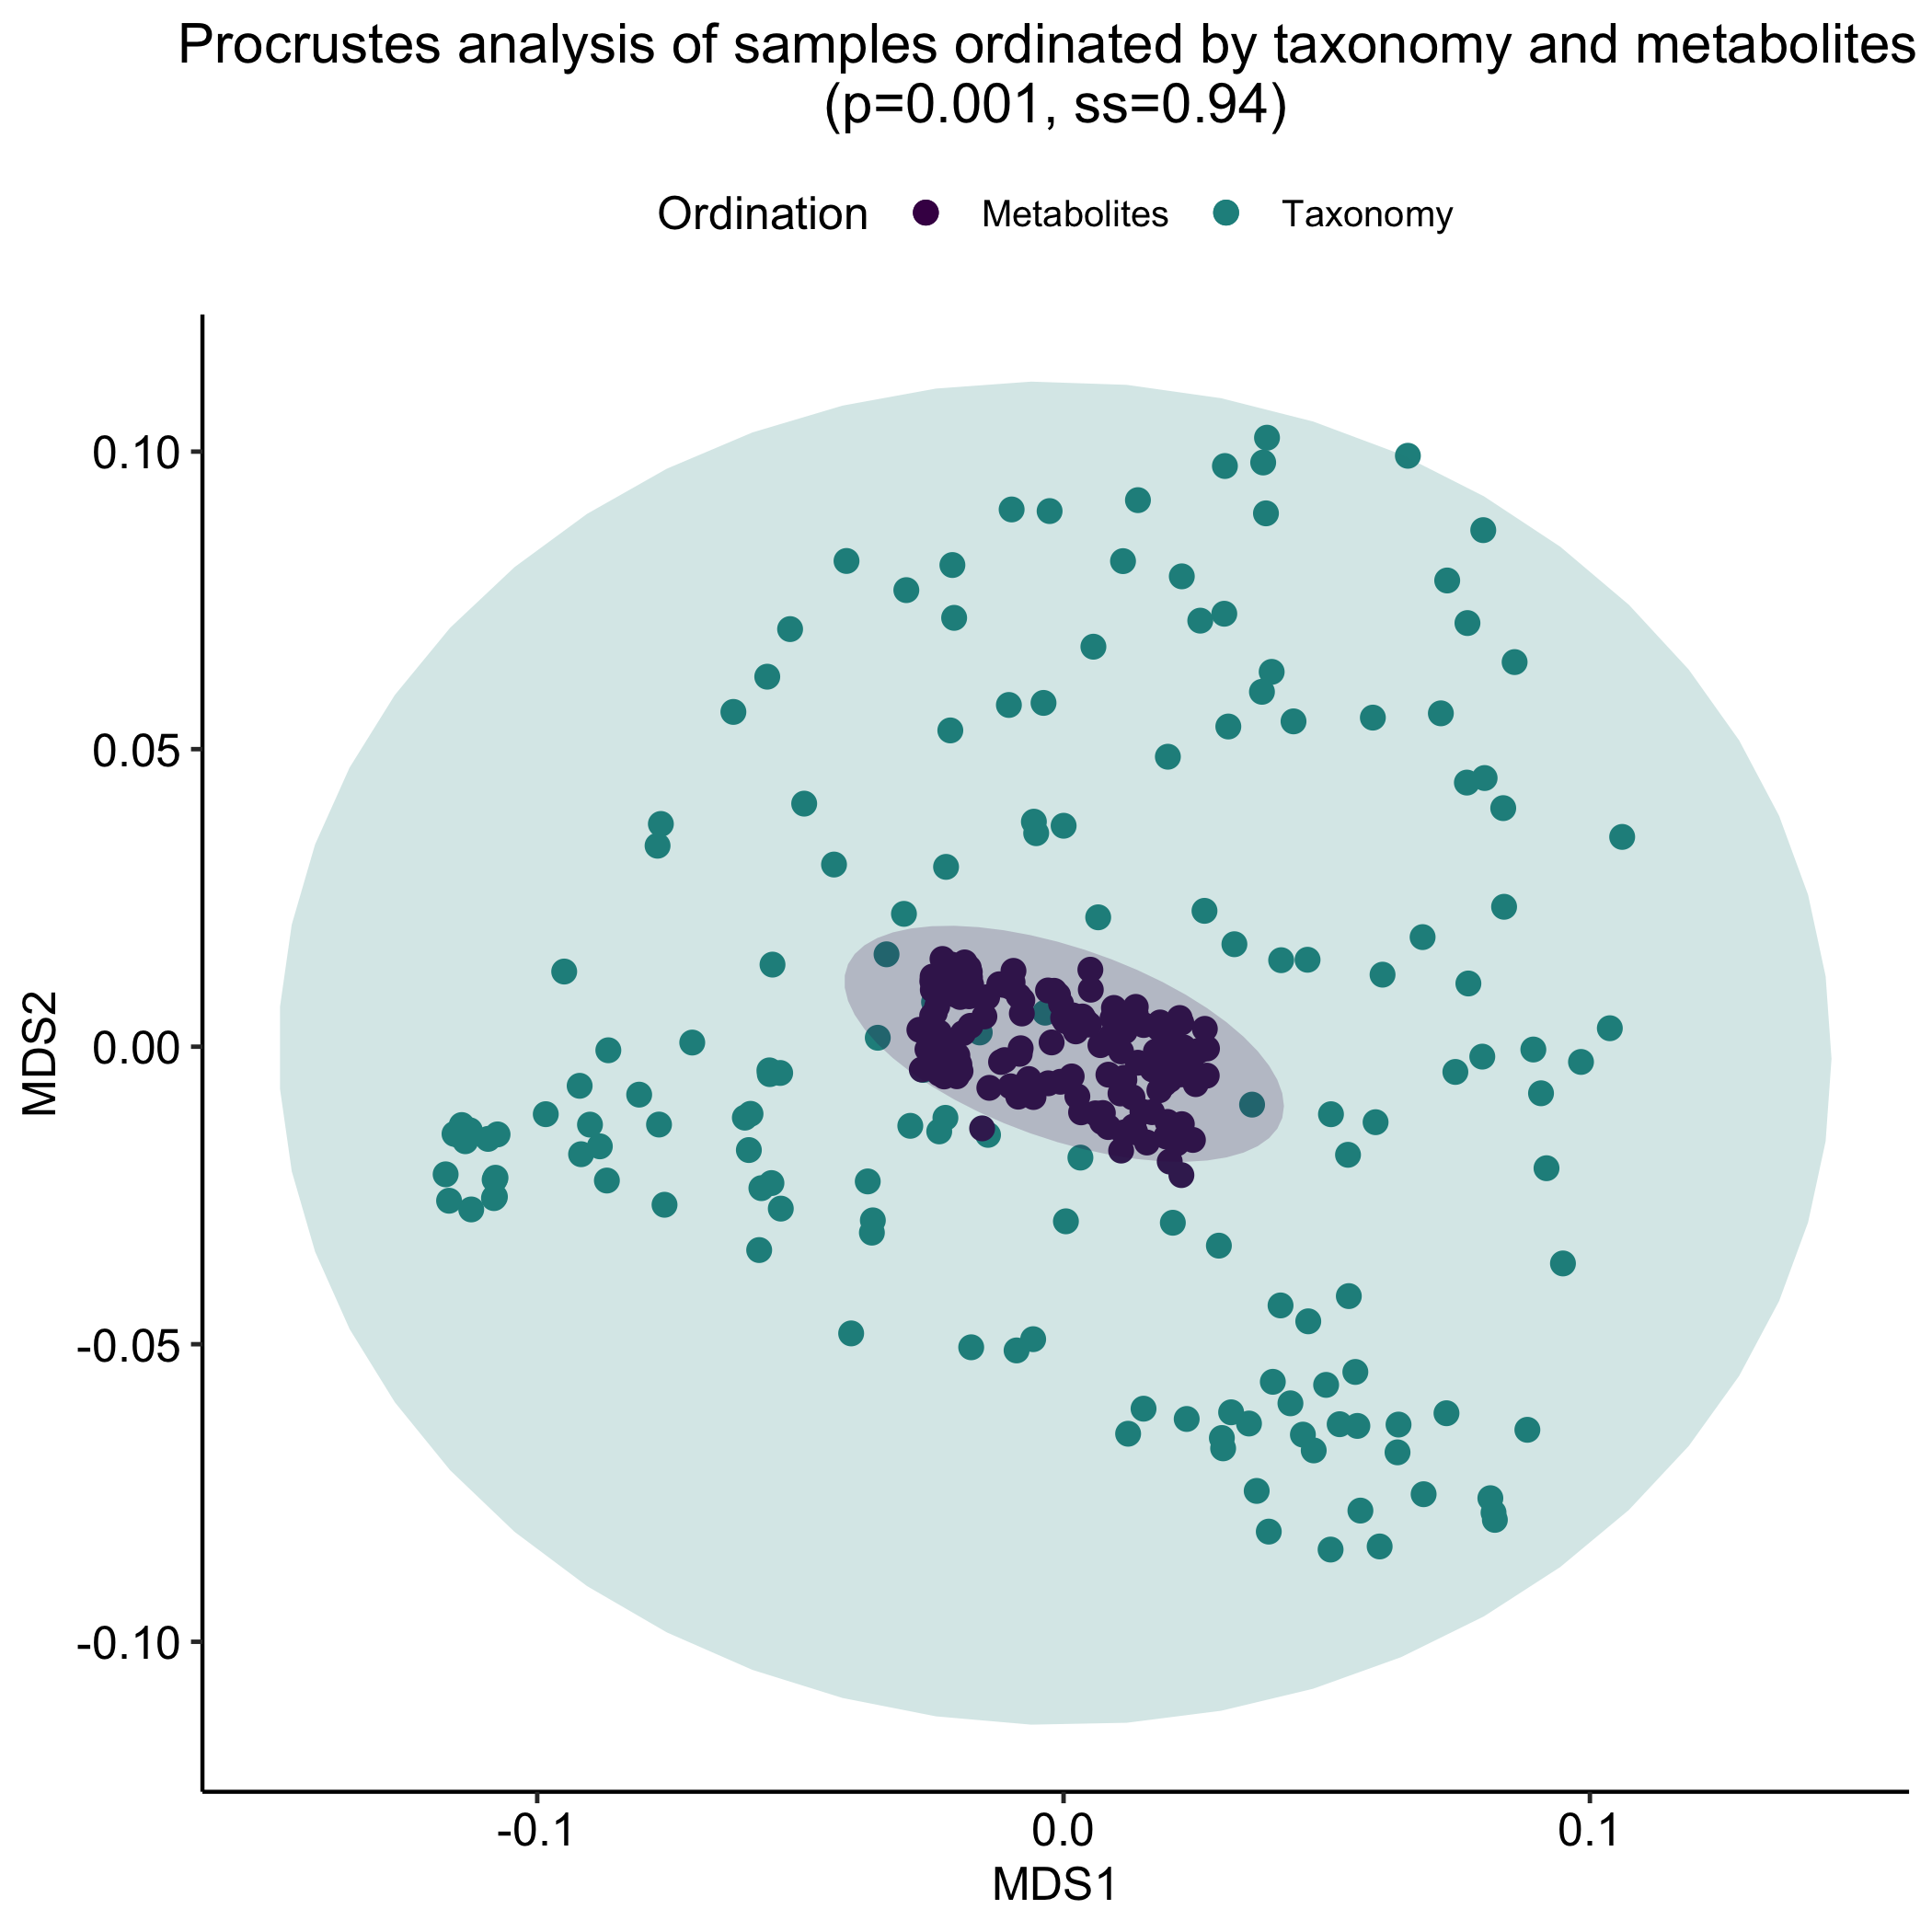 Procrustes analysis of samples ordinated by taxonomy and metabolites
(p=0.001, ss=0.94)
Ordination Metabolites Taxonomy
0.10
0.05
0.00
-0.05
-0.10
MDS2
-0.1 0.0 0.1
MDS1